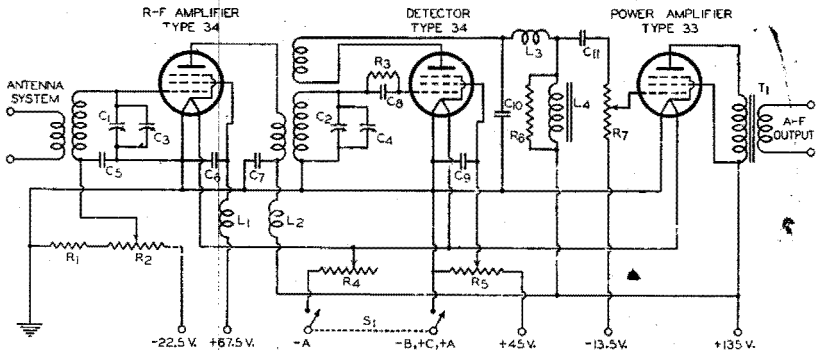 R-F AMPLIFIER
TYPE 34
DETECTOR
TYPE 34
POWER AMPLIFIER
TYPE 33
ANTENNA
SYSTEM
C1
C3
C5
C6
C7
R3
C8
C2
C4
C9
C10
L3
C11
R6
L4
R7
T1
A-F
OUTPUT
L1
L2
R1
R2
R4
R5
S1
-22.5 V.
+67.5 V.
-A
-B,+C,+A
+45 V.
-13.5 V.
+135 V.